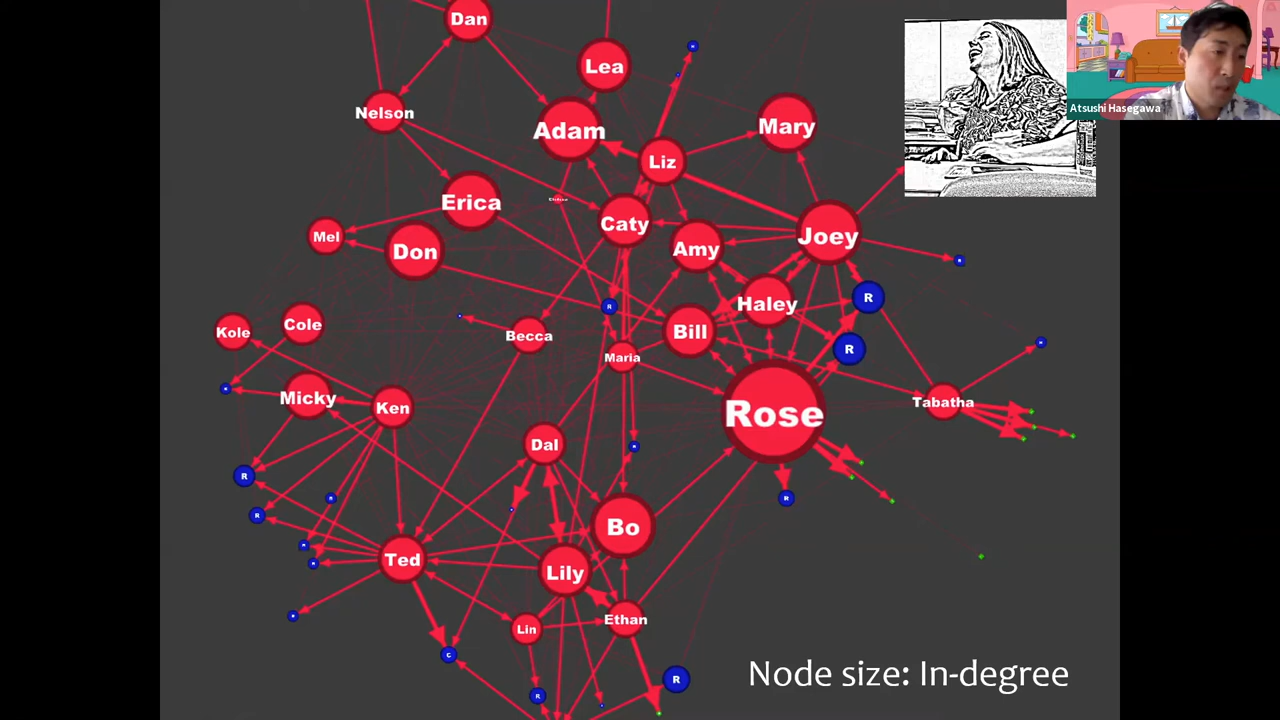 Dan
Lea
Atsushi Hasegawa
Nelson
Adam
Mary
Liz
Erica
Caty
Mel
Don
Amy
Joey
R
Haley
R
Kole
Cole
Becca
Bill
R
Maria
Micky
Ken
Rose
Tabatha
Dal
R
R
R
Bo
Ted
Lily
Lin
Ethan
C
R
R
Node size: In-degree